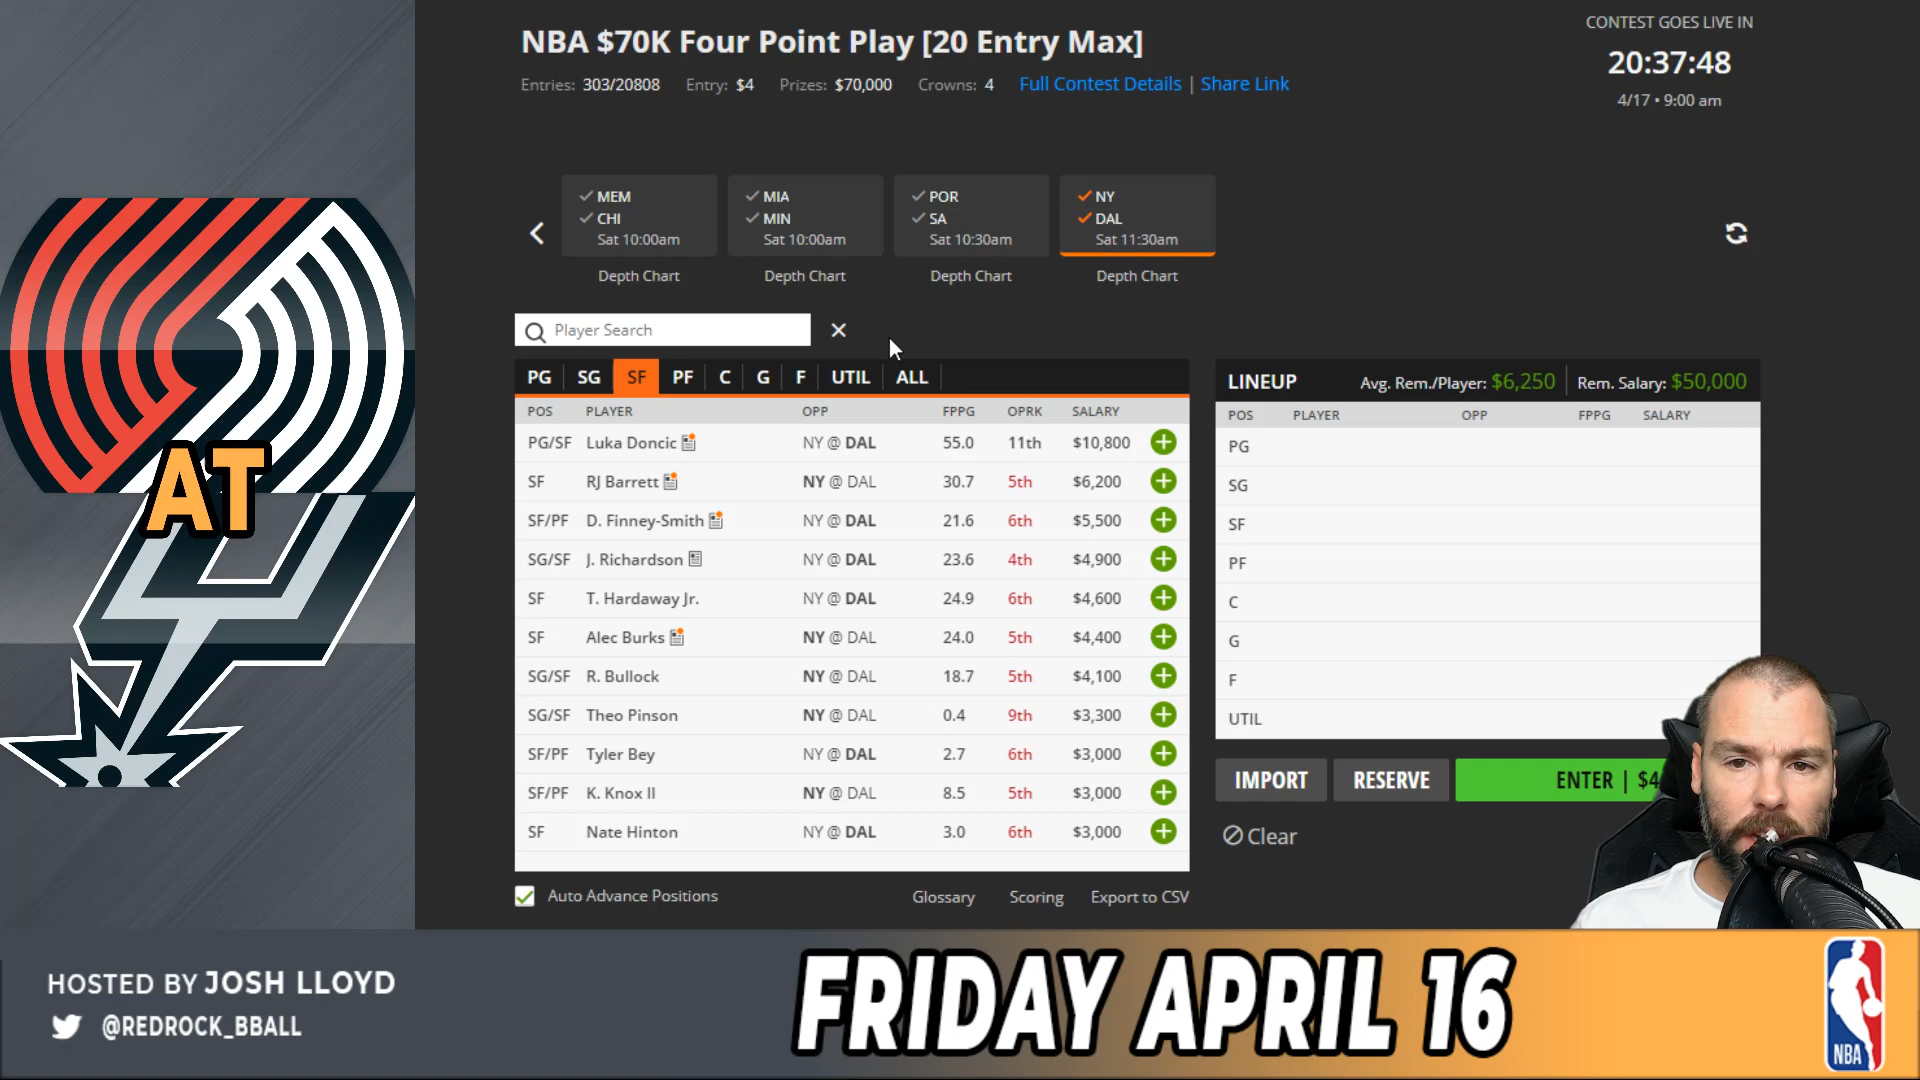 NBA $70K Four Point Play [20 Entry Max]
Entries: 303/20808 Entry: $4 Prizes: $70,000 Crowns: 4 Full Contest Details | Share Link
CONTEST GOES LIVE IN
20:37:48
4/17 • 9:00 am
MEM
CHI
Sat 10:00am
Depth Chart
MIA
MIN
Sat 10:00am
Depth Chart
POR
SA
Sat 10:30am
Depth Chart
NY
DAL
Sat 11:30am
Depth Chart
Player Search
PG SG SF PF C G F UTIL ALL
POS PLAYER OPP FPPG OPRK SALARY
PG/SF Luka Doncic NY @ DAL 55.0 11th $10,800
SF RJ Barrett NY @ DAL 30.7 5th $6,200
SF/PF D. Finney-Smith NY @ DAL 21.6 6th $5,500
SG/SF J. Richardson NY @ DAL 23.6 4th $4,900
SF T. Hardaway Jr. NY @ DAL 24.9 6th $4,600
SF Alec Burks NY @ DAL 24.0 5th $4,400
SG/SF R. Bullock NY @ DAL 18.7 5th $4,100
SG/SF Theo Pinson NY @ DAL 0.4 9th $3,300
SF/PF Tyler Bey NY @ DAL 2.7 6th $3,000
SF/PF K. Knox II NY @ DAL 8.5 5th $3,000
SF Nate Hinton NY @ DAL 3.0 6th $3,000
Auto Advance Positions
Glossary Scoring Export to CSV
LINEUP Avg. Rem./Player: $6,250 Rem. Salary: $50,000
POS PLAYER OPP FPPG SALARY
PG
SG
SF
PF
C
G
F
UTIL
IMPORT RESERVE ENTER | $4
Clear
AT
HOSTED BY JOSH LLOYD
@REDROCK_BBALL
FRIDAY APRIL 16
NBA